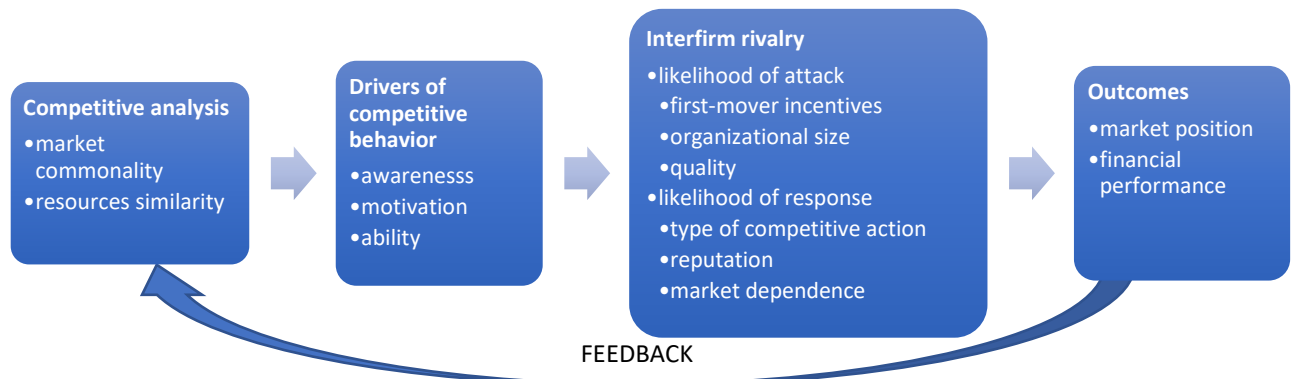 Competitive analysis
•market
commonality
•resources similarity
Drivers of
competitive
behavior
•awarenesss
•motivation
•ability
Interfirm rivalry
•likelihood of attack
•first-mover incentives
•organizational size
•quality
•likelihood of response
•type of competitive action
•reputation
•market dependence
Outcomes
•market position
•financial
performance
FEEDBACK